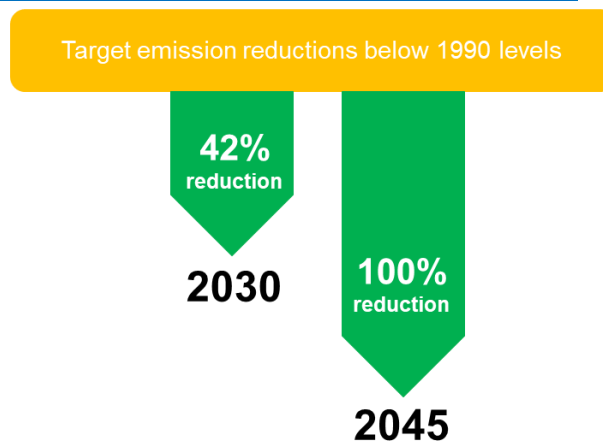 Target emission reductions below 1990 levels
42%
reduction
2030
100%
reduction
2045